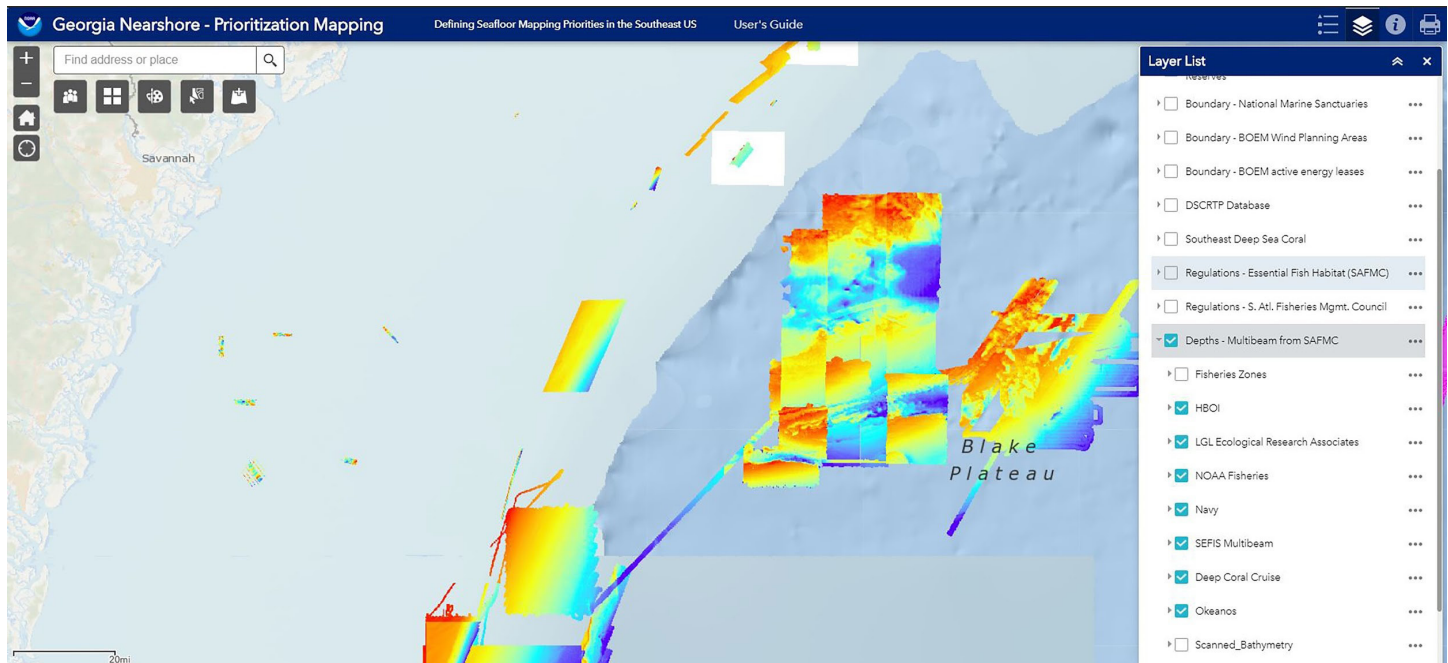 Georgia Nearshore - Prioritization Mapping
Defining Seafloor Mapping Priorities in the Southeast US
User's Guide
Find address or place
Savannah
Blake
Plateau
20mi
Layer List
Reserves
Boundary - National Marine Sanctuaries
Boundary - BOEM Wind Planning Areas
Boundary - BOEM active energy leases
DSCRTP Database
Southeast Deep Sea Coral
Regulations - Essential Fish Habitat (SAFMC)
Regulations - S. Atl. Fisheries Mgmt. Council
Depths - Multibeam from SAFMC
Fisheries Zones
HBOI
LGL Ecological Research Associates
NOAA Fisheries
Navy
SEFIS Multibeam
Deep Coral Cruise
Okeanos
Scanned_Bathymetry